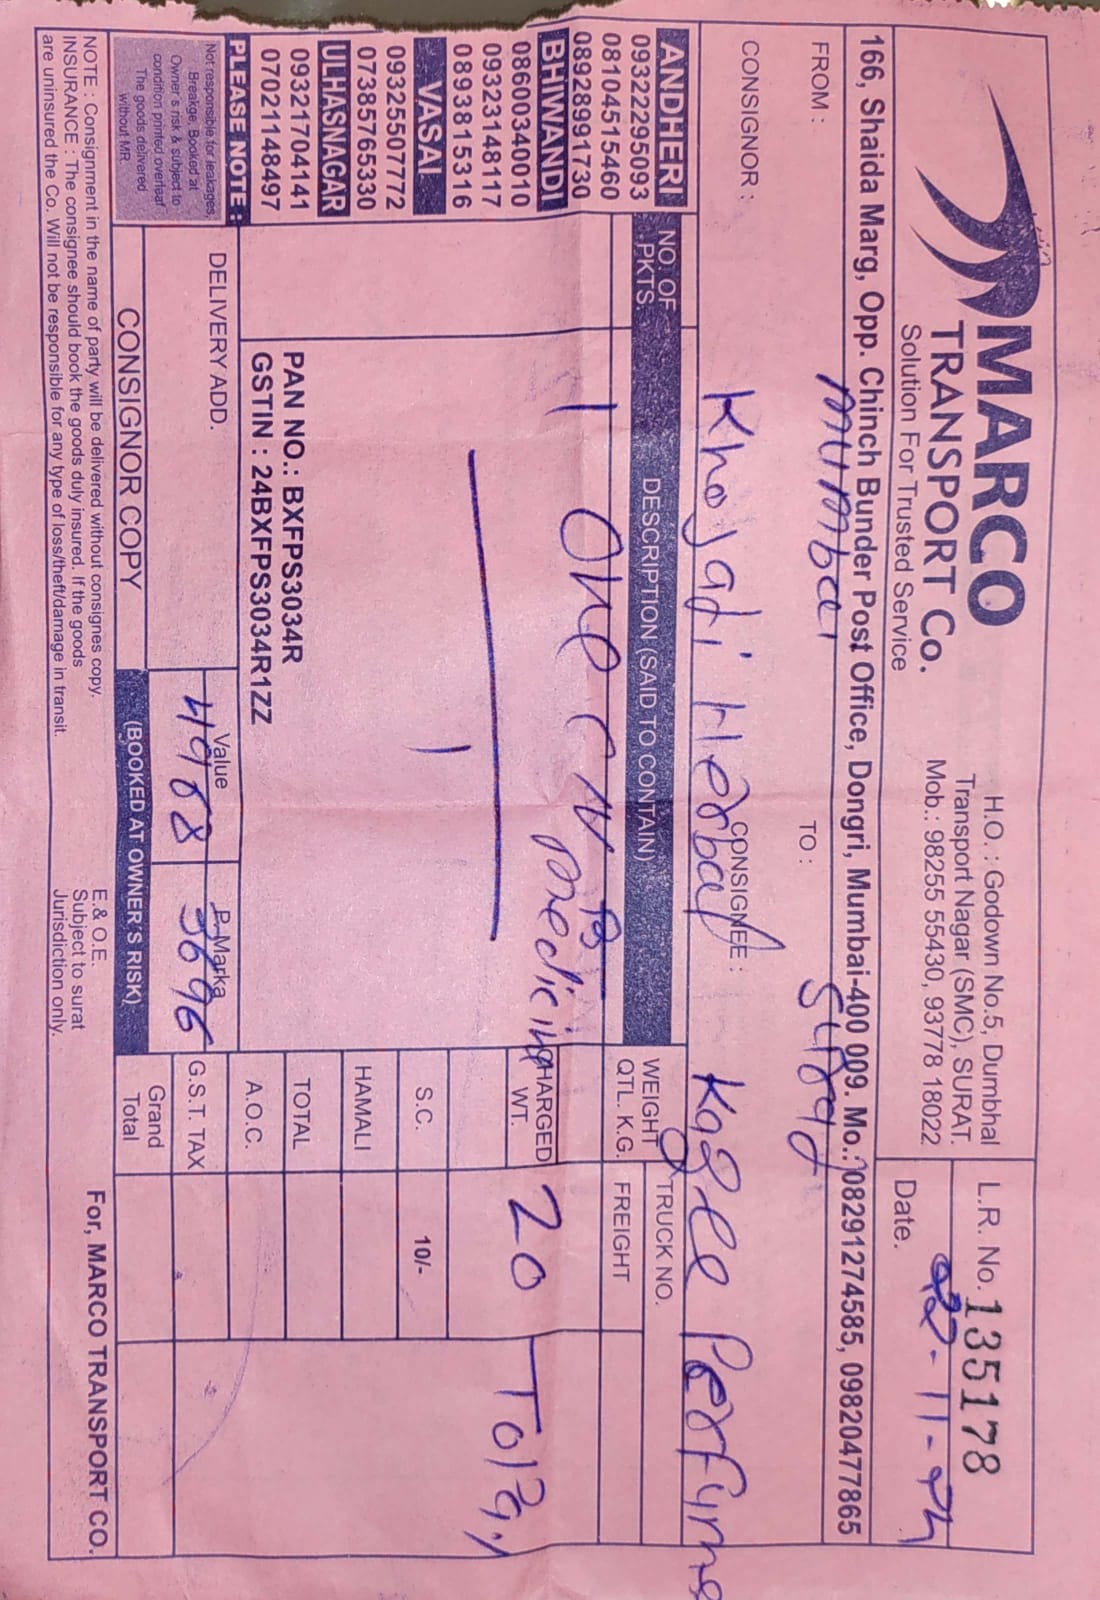 MARCO
TRANSPORT Co.
Solution For Trusted Service
H.O. : Godown No.5, Dumbhal
Transport Nagar (SMC), SURAT.
Mob.: 98255 55430, 93778 18022
L.R. No. 135178
Date. 22-11-24
166, Shaida Marg, Opp. Chinch Bunder Post Office, Dongri, Mumbai-400 009. Mo.: 08291274585, 09820477865
FROM : mumbai TO : Surat
CONSIGNOR : CONSIGNEE :
Khojati Herbal Kagzee Perfume
ANDHERI
09322295093
08104515460
08928991730
BHIWANDI
08600340010
09323148117
0893815316
VASAI
09325507772
07385765330
ULHASNAGAR
09321704141
07021148497
PLEASE NOTE :
Not responsible for leakages,
Breakge, Booked at
Owner's risk & subject to
condition printed overleaf
The goods delivered
without MR.
NO. OF PKTS.
DESCRIPTION (SAID TO CONTAIN)
WEIGHT QTL. K.G.
TRUCK NO.
FREIGHT
1 One
medicine
CHARGED WT.
20 Topay
S.C. 10/-
HAMALI
TOTAL
A.O.C.
G.S.T. TAX
Grand Total
PAN NO.: BXFPS3034R
GSTIN : 24BXFPS3034R1ZZ
DELIVERY ADD.
Value
4988
P. Marka
3696
CONSIGNOR COPY
(BOOKED AT OWNER'S RISK)
NOTE : Consignment in the name of party will be delivered without consignes copy.
INSURANCE : The consignee should book the goods duly insured. If the goods
are uninsured the Co. Will not be responsible for any type of loss/theft/damage in transit.
E.& O.E.
Subject to surat
Jurisdiction only.
For, MARCO TRANSPORT CO.